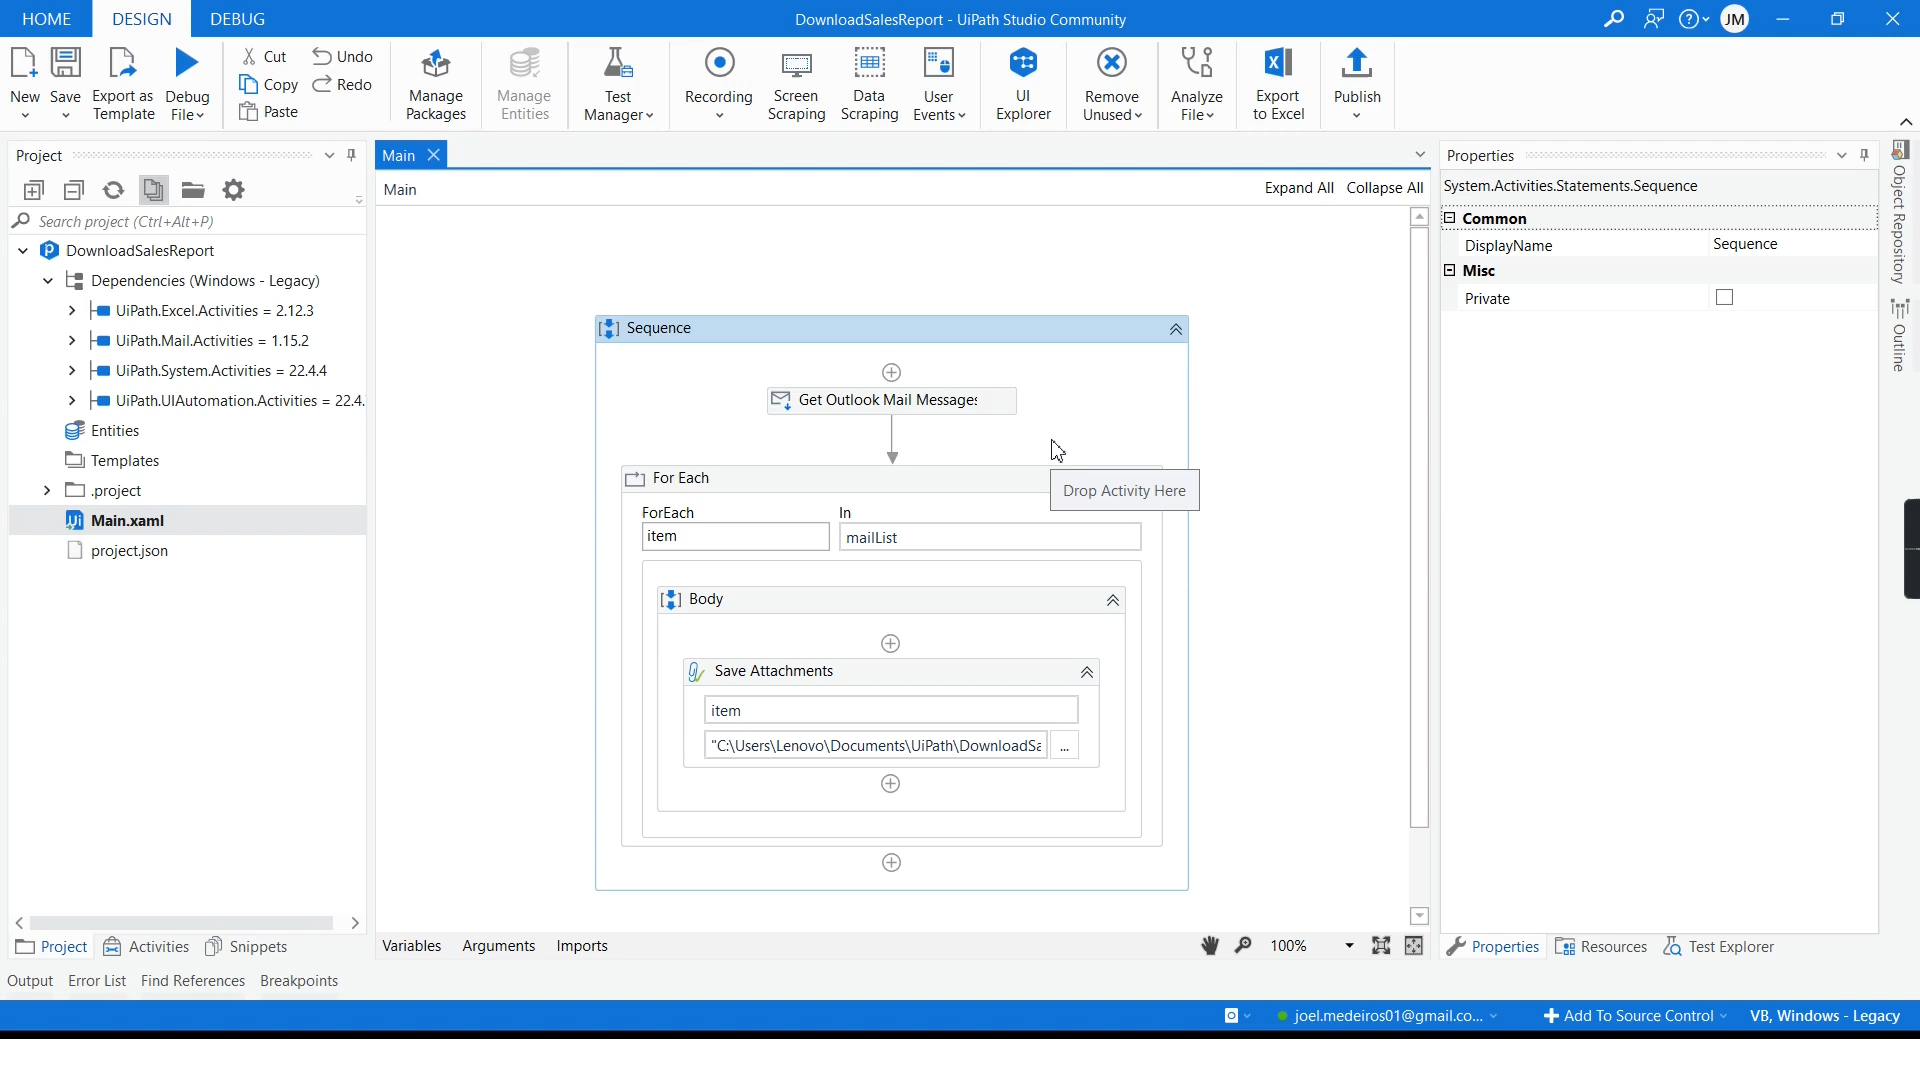 HOME DESIGN DEBUG
DownloadSalesReport - UiPath Studio Community
JM
New
Save
Export as Template
Debug File
Cut
Copy
Paste
Undo
Redo
Manage Packages
Manage Entities
Test Manager
Recording
Screen Scraping
Data Scraping
User Events
UI Explorer
Remove Unused
Analyze File
Export to Excel
Publish
Project
Search project (Ctrl+Alt+P)
DownloadSalesReport
Dependencies (Windows - Legacy)
UiPath.Excel.Activities = 2.12.3
UiPath.Mail.Activities = 1.15.2
UiPath.System.Activities = 22.4.4
UiPath.UIAutomation.Activities = 22.4.
Entities
Templates
.project
Main.xaml
project.json
Project Activities Snippets
Main
Main
Expand All Collapse All
Sequence
Get Outlook Mail Messages
For Each
Drop Activity Here
ForEach In
item mailList
Body
Save Attachments
item
"C:\Users\Lenovo\Documents\UiPath\DownloadSa
...
Variables Arguments Imports
100%
Properties
System.Activities.Statements.Sequence
Common
DisplayName Sequence
Misc
Private
Properties Resources Test Explorer
Object Repository
Outline
Output Error List Find References Breakpoints
joel.medeiros01@gmail.co... Add To Source Control VB, Windows - Legacy